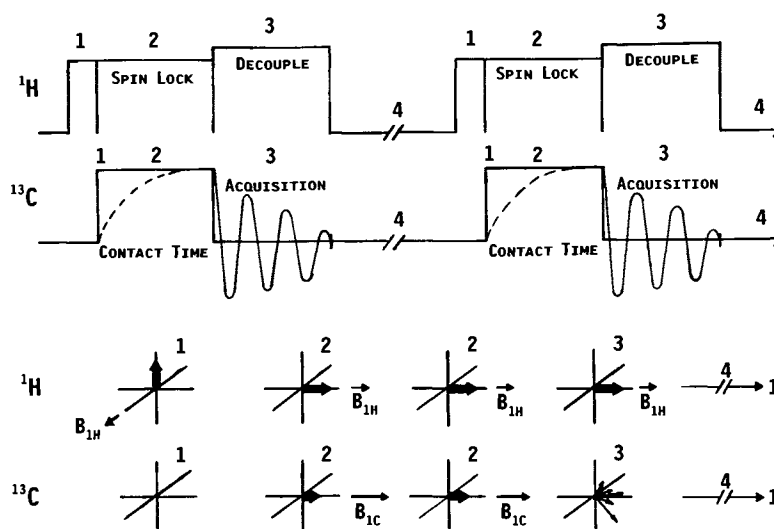 1 2 3 1 2 3
¹H SPIN LOCK DECOUPLE 4 SPIN LOCK DECOUPLE 4
1 2 3 1 2 3
¹³C ACQUISITION 4 ACQUISITION 4
CONTACT TIME CONTACT TIME
1 2 2 3 4
¹H B1H B1H B1H B1H 1
1 2 2 3 4
¹³C B1C B1C 1